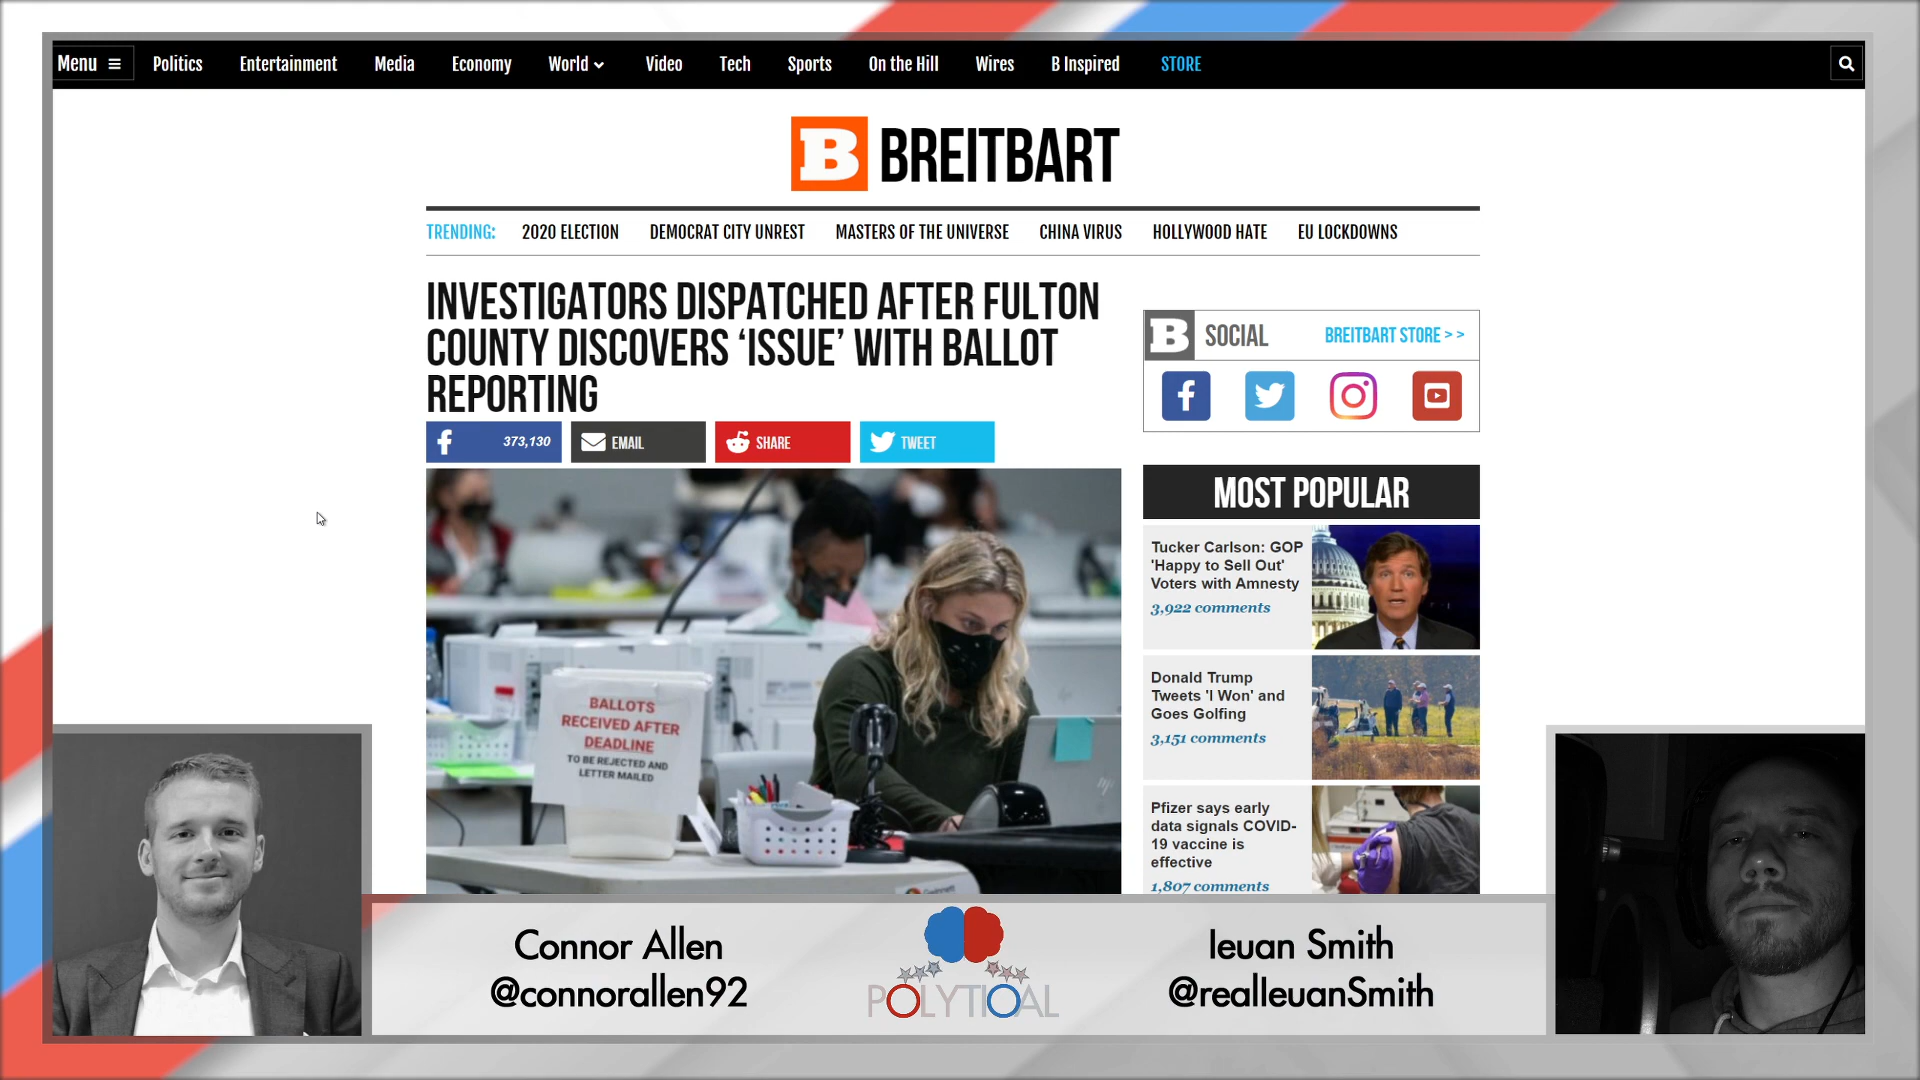 Menu
Politics
Entertainment
Media
Economy
World
Video
Tech
Sports
On the Hill
Wires
B Inspired
STORE
B BREITBART
TRENDING:
2020 ELECTION
DEMOCRAT CITY UNREST
MASTERS OF THE UNIVERSE
CHINA VIRUS
HOLLYWOOD HATE
EU LOCKDOWNS
INVESTIGATORS DISPATCHED AFTER FULTON
COUNTY DISCOVERS ‘ISSUE’ WITH BALLOT
REPORTING
373,130
EMAIL
SHARE
TWEET
BALLOTS
RECEIVED AFTER
DEADLINE
TO BE REJECTED AND
LETTER MAILED
B SOCIAL
BREITBART STORE > >
MOST POPULAR
Tucker Carlson: GOP
'Happy to Sell Out'
Voters with Amnesty
3,922 comments
Donald Trump
Tweets 'I Won' and
Goes Golfing
3,151 comments
Pfizer says early
data signals COVID-
19 vaccine is
effective
1,807 comments
Connor Allen
@connorallen92
POLYTICAL
Ieuan Smith
@realIeuanSmith